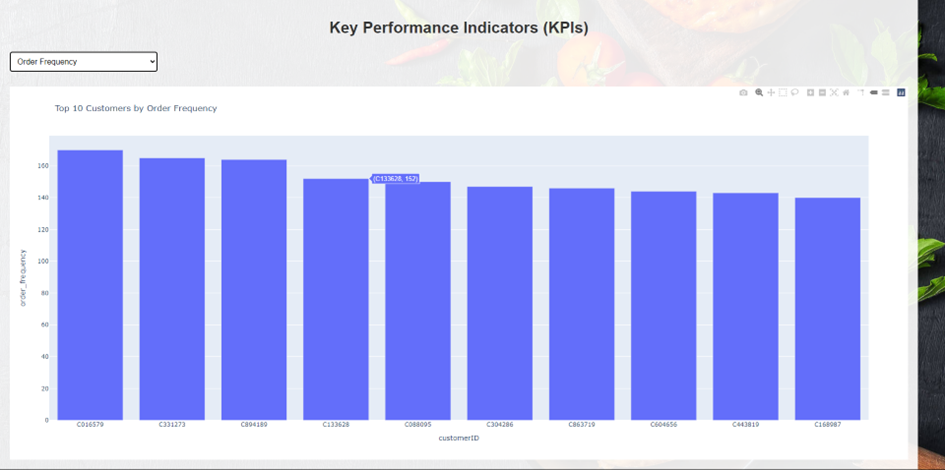 Key Performance Indicators (KPIs)
Order Frequency
Top 10 Customers by Order Frequency
160
140
120
100
80
60
40
20
0
order_frequency
(C133628, 152)
C016579 C331273 C894189 C133628 C088095 C304286 C863719 C604656 C443819 C168987
customerID